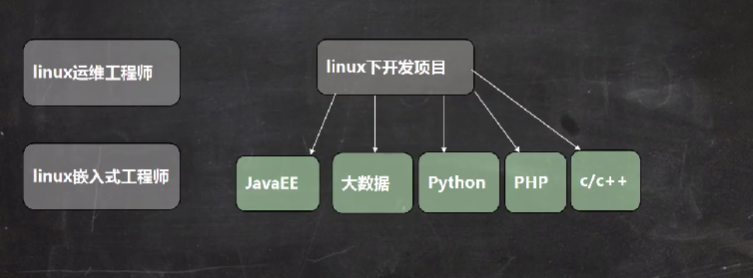 linux运维工程师
linux下开发项目
linux嵌入式工程师
JavaEE
大数据
Python
PHP
c/c++